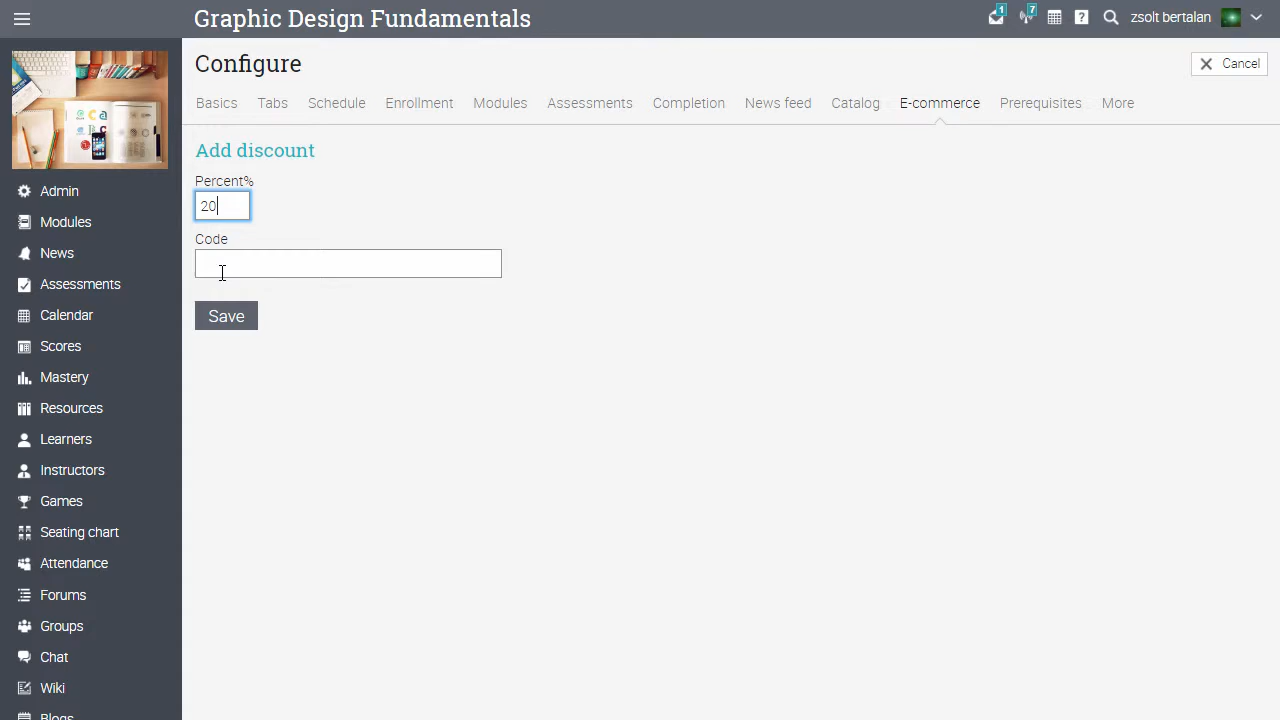 Graphic Design Fundamentals
1
7
zsolt bertalan
Configure
Cancel
Basics Tabs Schedule Enrollment Modules Assessments Completion News feed Catalog E-commerce Prerequisites More
Add discount
Percent%
20
Code
Save
Admin
Modules
News
Assessments
Calendar
Scores
Mastery
Resources
Learners
Instructors
Games
Seating chart
Attendance
Forums
Groups
Chat
Wiki
Blogs